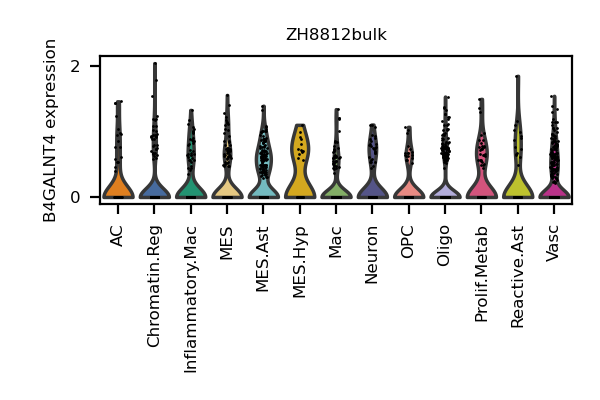 ZH8812bulk
B4GALNT4 expression
2
0
AC
Chromatin.Reg
Inflammatory.Mac
MES
MES.Ast
MES.Hyp
Mac
Neuron
OPC
Oligo
Prolif.Metab
Reactive.Ast
Vasc